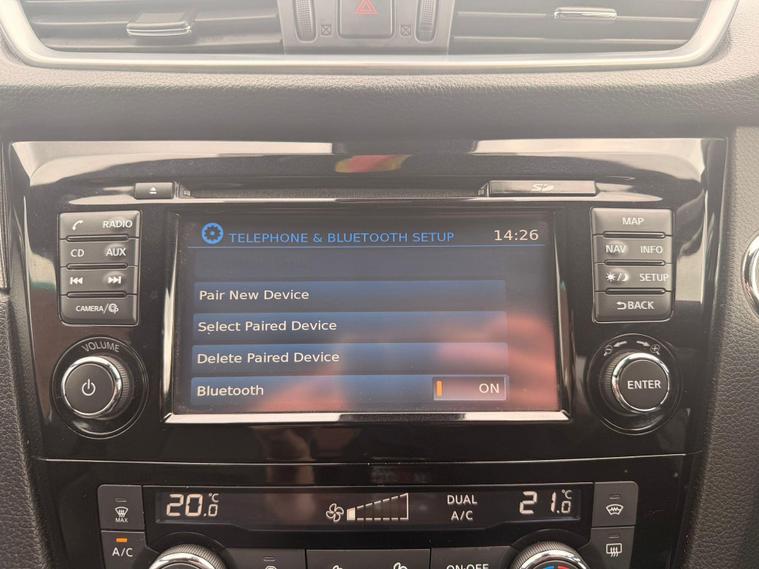 SD
RADIO
CD AUX
CAMERA/
VOLUME
TELEPHONE & BLUETOOTH SETUP 14:26
Pair New Device
Select Paired Device
Delete Paired Device
Bluetooth ON
MAP
NAV INFO
SETUP
BACK
ENTER
MAX
A/C
20.0 °C
DUAL
A/C
21.0 °C
ON·OFF